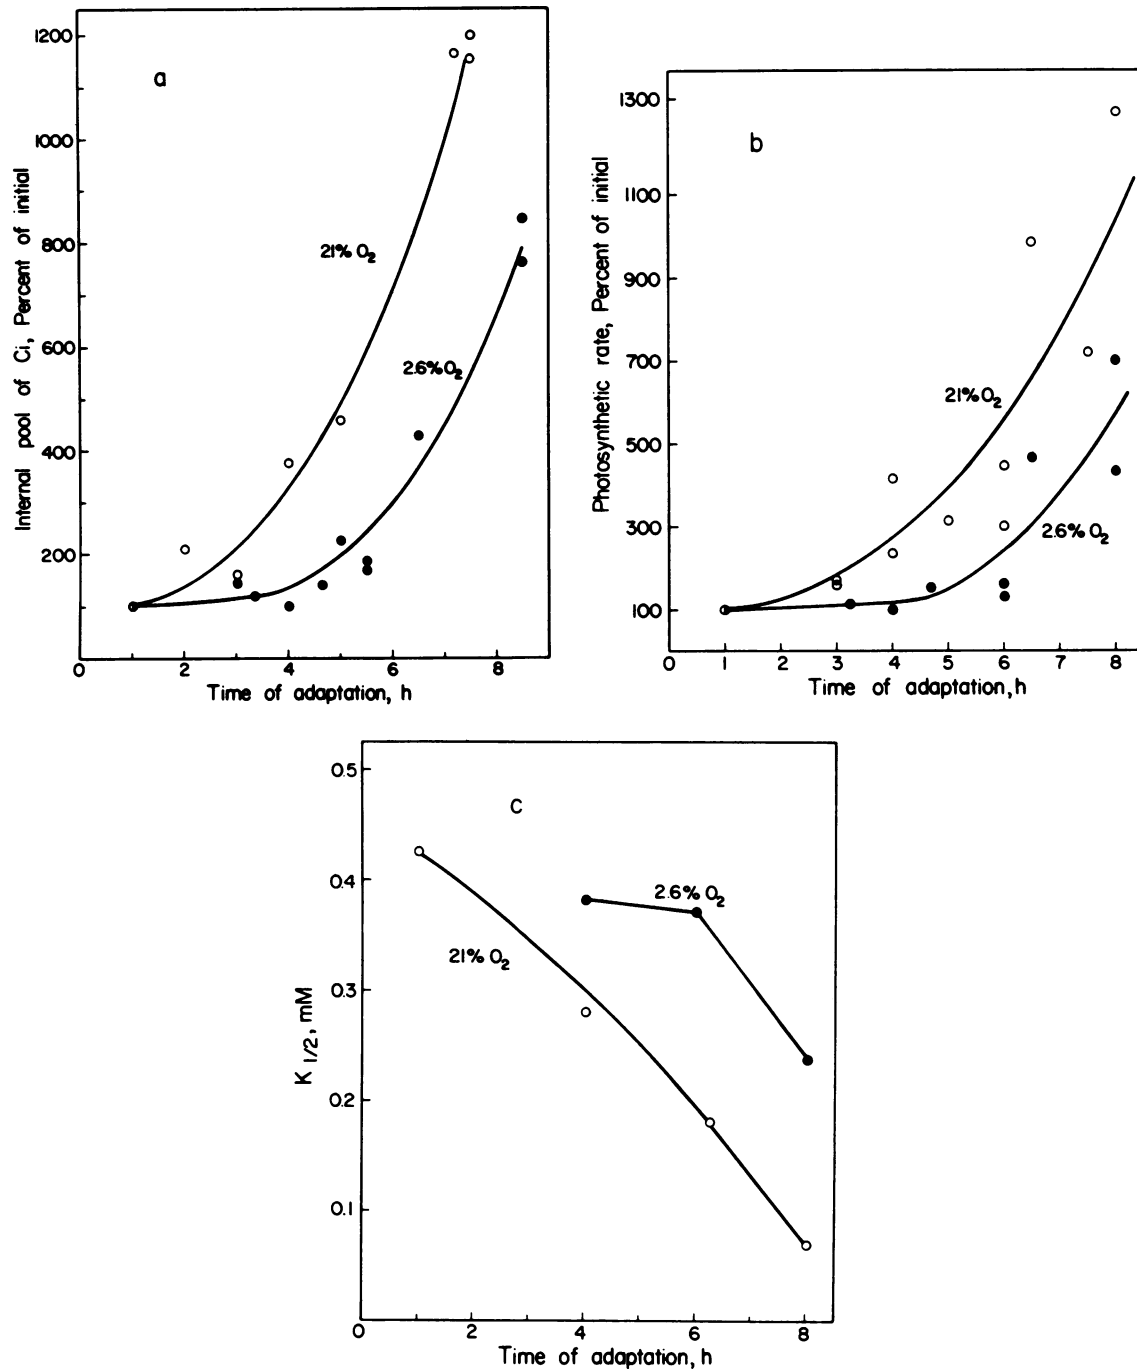 a
Internal pool of Ci, Percent of initial
1200
1000
800
600
400
200
21% O2
2.6% O2
0
2
4
6
8
Time of adaptation, h
b
Photosynthetic rate, Percent of initial
1300
1100
900
700
500
300
100
21% O2
2.6% O2
0
1
2
3
4
5
6
7
8
Time of adaptation, h
c
K 1/2, mM
0.5
0.4
0.3
0.2
0.1
2.6% O2
21% O2
0
2
4
6
8
Time of adaptation, h